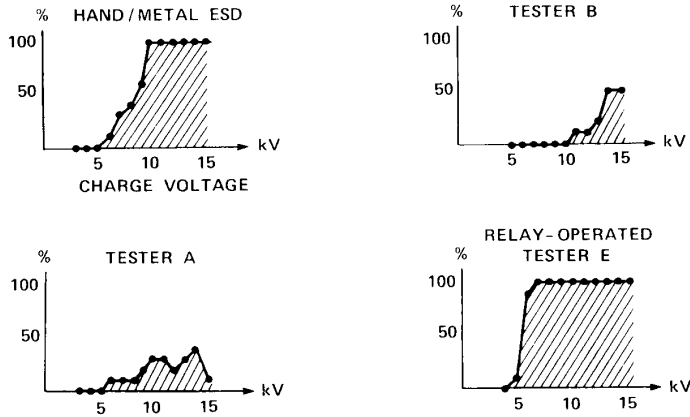 HAND/METAL ESD
%
100
50
5 10 15 kV
CHARGE VOLTAGE
TESTER B
%
100
50
5 10 15 kV
TESTER A
%
100
50
5 10 15 kV
RELAY-OPERATED
TESTER E
%
100
50
5 10 15 kV